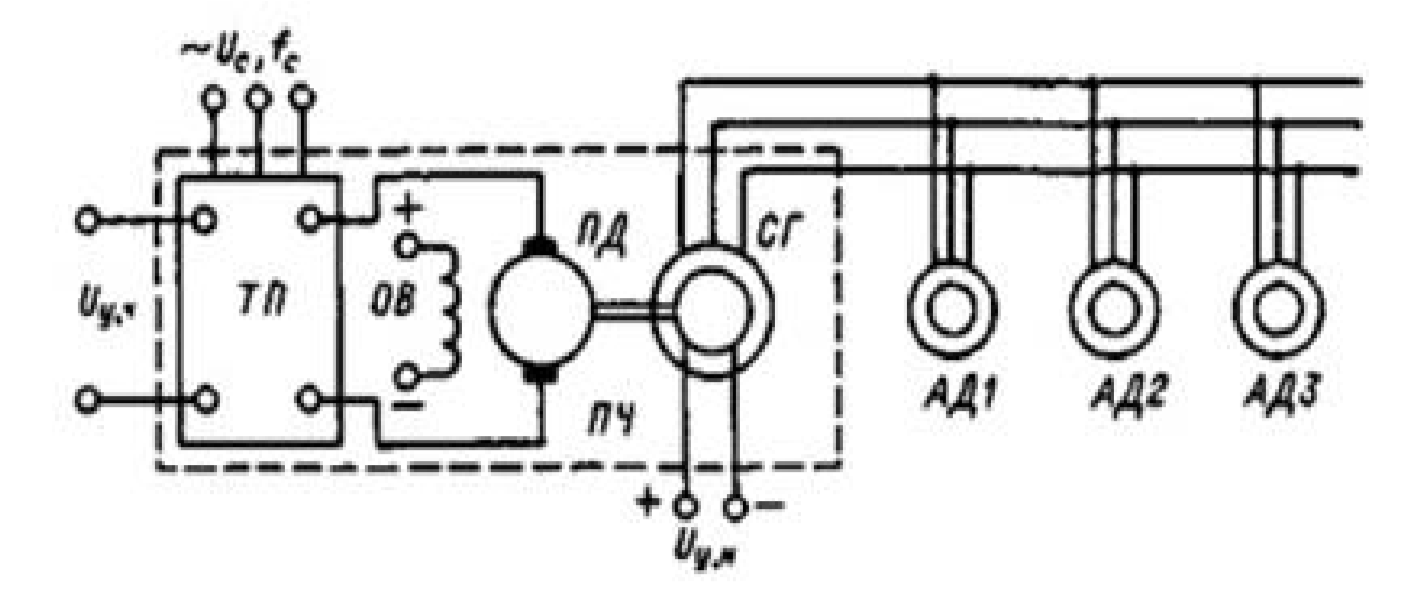 ~Uс, fс
+
ПД
СГ
Uу.ч
ТП
ОВ
–
ПЧ
АД1
АД2
АД3
+
–
Uу.н